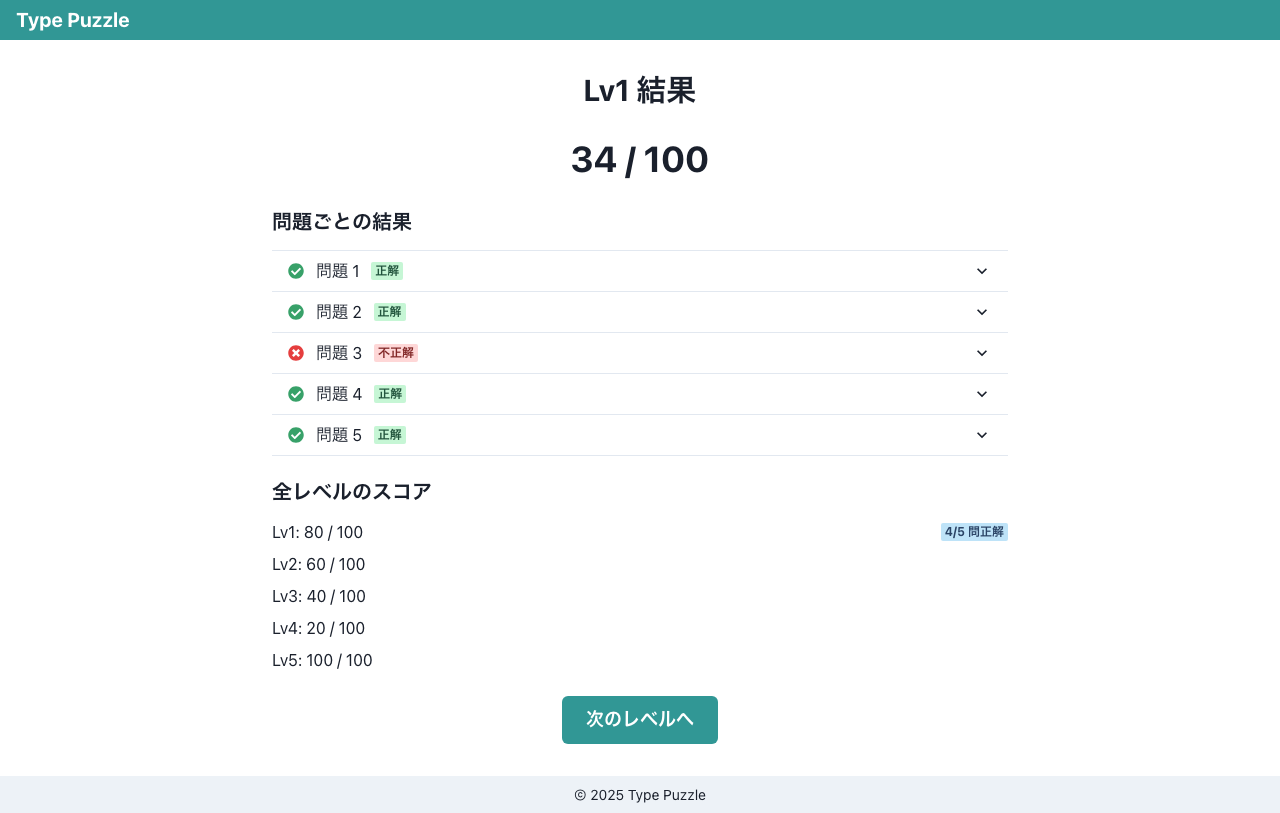 Type Puzzle
Lv1 結果
34 / 100
問題ごとの結果
問題 1 正解
問題 2 正解
問題 3 不正解
問題 4 正解
問題 5 正解
全レベルのスコア
Lv1: 80 / 100 4/5 問正解
Lv2: 60 / 100
Lv3: 40 / 100
Lv4: 20 / 100
Lv5: 100 / 100
次のレベルへ
© 2025 Type Puzzle